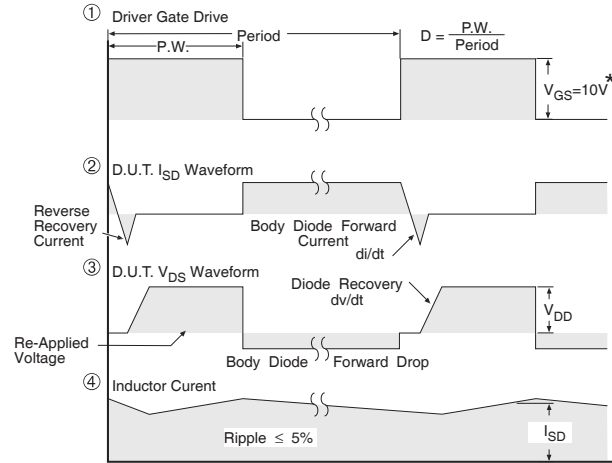 ① Driver Gate Drive
P.W.
Period
D = P.W. / Period
VGS=10V*
② D.U.T. ISD Waveform
Reverse
Recovery
Current
Body Diode Forward
Current
di/dt
③ D.U.T. VDS Waveform
Diode Recovery
dv/dt
VDD
Re-Applied
Voltage
Body Diode Forward Drop
④ Inductor Curent
Ripple ≤ 5%
ISD